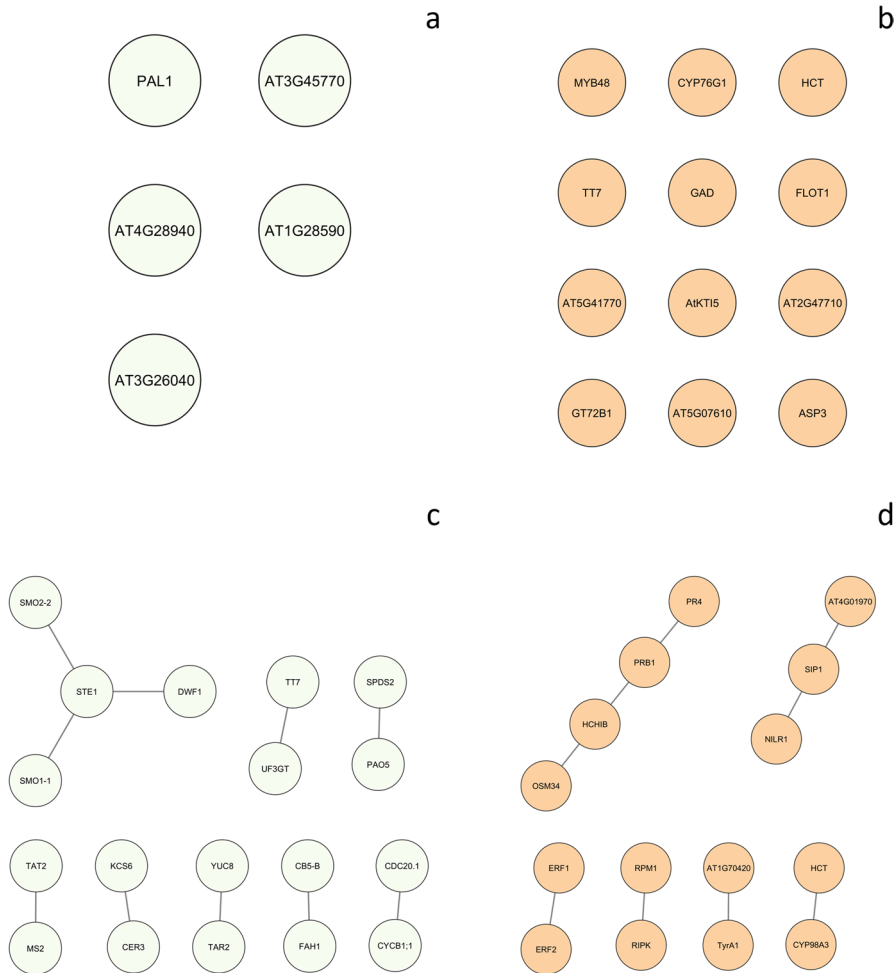 a
PAL1
AT3G45770
AT4G28940
AT1G28590
AT3G26040
b
MYB48
CYP76G1
HCT
TT7
GAD
FLOT1
AT5G41770
AtKTI5
AT2G47710
GT72B1
AT5G07610
ASP3
c
SMO2-2
STE1
DWF1
SMO1-1
TT7
UF3GT
SPDS2
PAO5
TAT2
KCS6
YUC8
CB5-B
CDC20.1
MS2
CER3
TAR2
FAH1
CYCB1;1
d
PR4
PRB1
HCHIB
OSM34
AT4G01970
SIP1
NILR1
ERF1
RPM1
AT1G70420
HCT
ERF2
RIPK
TyrA1
CYP98A3